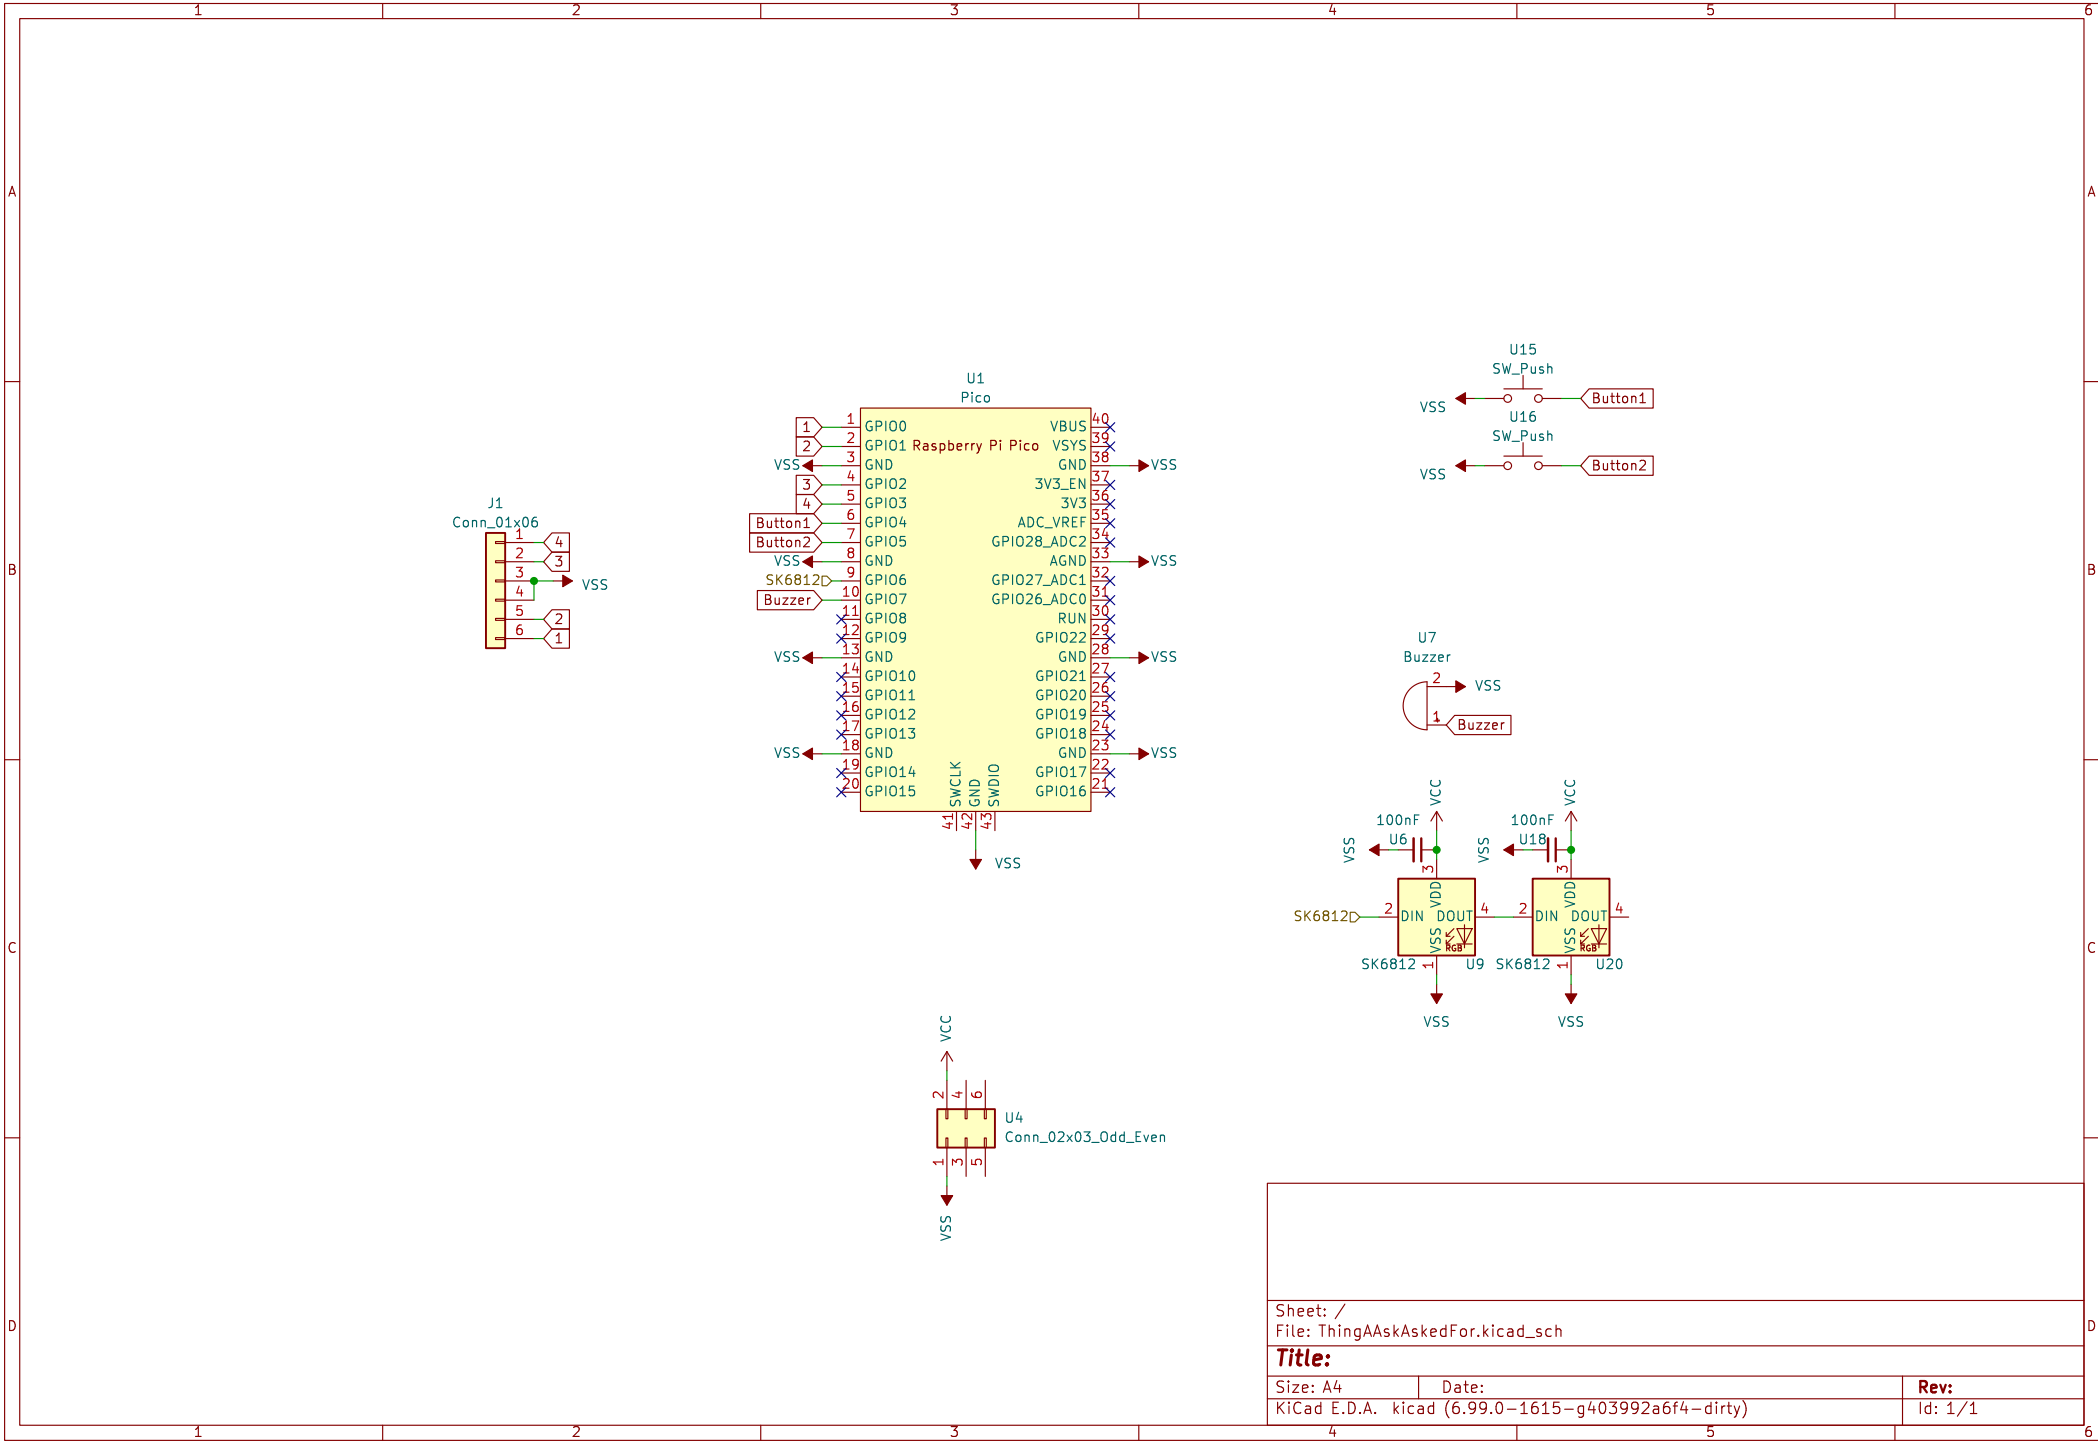 1 2 3 4 5 6
A A
B B
C C
D D
U1
Pico
Raspberry Pi Pico
1 1 GPIO0
2 2 GPIO1
VSS 3 GND
3 4 GPIO2
4 5 GPIO3
Button1 6 GPIO4
Button2 7 GPIO5
VSS 8 GND
SK6812 9 GPIO6
Buzzer 10 GPIO7
11 GPIO8
12 GPIO9
VSS 13 GND
14 GPIO10
15 GPIO11
16 GPIO12
17 GPIO13
VSS 18 GND
19 GPIO14
20 GPIO15
VBUS 40
VSYS 39
GND 38 VSS
3V3_EN 37
3V3 36
ADC_VREF 35
GPIO28_ADC2 34
AGND 33 VSS
GPIO27_ADC1 32
GPIO26_ADC0 31
RUN 30
GPIO22 29
GND 28 VSS
GPIO21 27
GPIO20 26
GPIO19 25
GPIO18 24
GND 23 VSS
GPIO17 22
GPIO16 21
SWCLK 41
GND 42
SWDIO 43
VSS
J1
Conn_01x06
1 4
2 3
3 VSS
4
5 2
6 1
U15
SW_Push
VSS Button1
U16
SW_Push
VSS Button2
U7
Buzzer
2 VSS
1 Buzzer
VCC
100nF
U6
VSS
3
VDD
SK6812 2 DIN DOUT 4
VSS
RGB
SK6812 1 U9
VSS
VCC
100nF
U18
VSS
3
VDD
2 DIN DOUT 4
VSS
RGB
SK6812 1 U20
VSS
VCC
2 4 6
U4
Conn_02x03_Odd_Even
1 3 5
VSS
Sheet: /
File: ThingAAskAskedFor.kicad_sch
Title:
Size: A4 Date: Rev:
KiCad E.D.A. kicad (6.99.0-1615-g403992a6f4-dirty) Id: 1/1
1 2 3 4 5 6